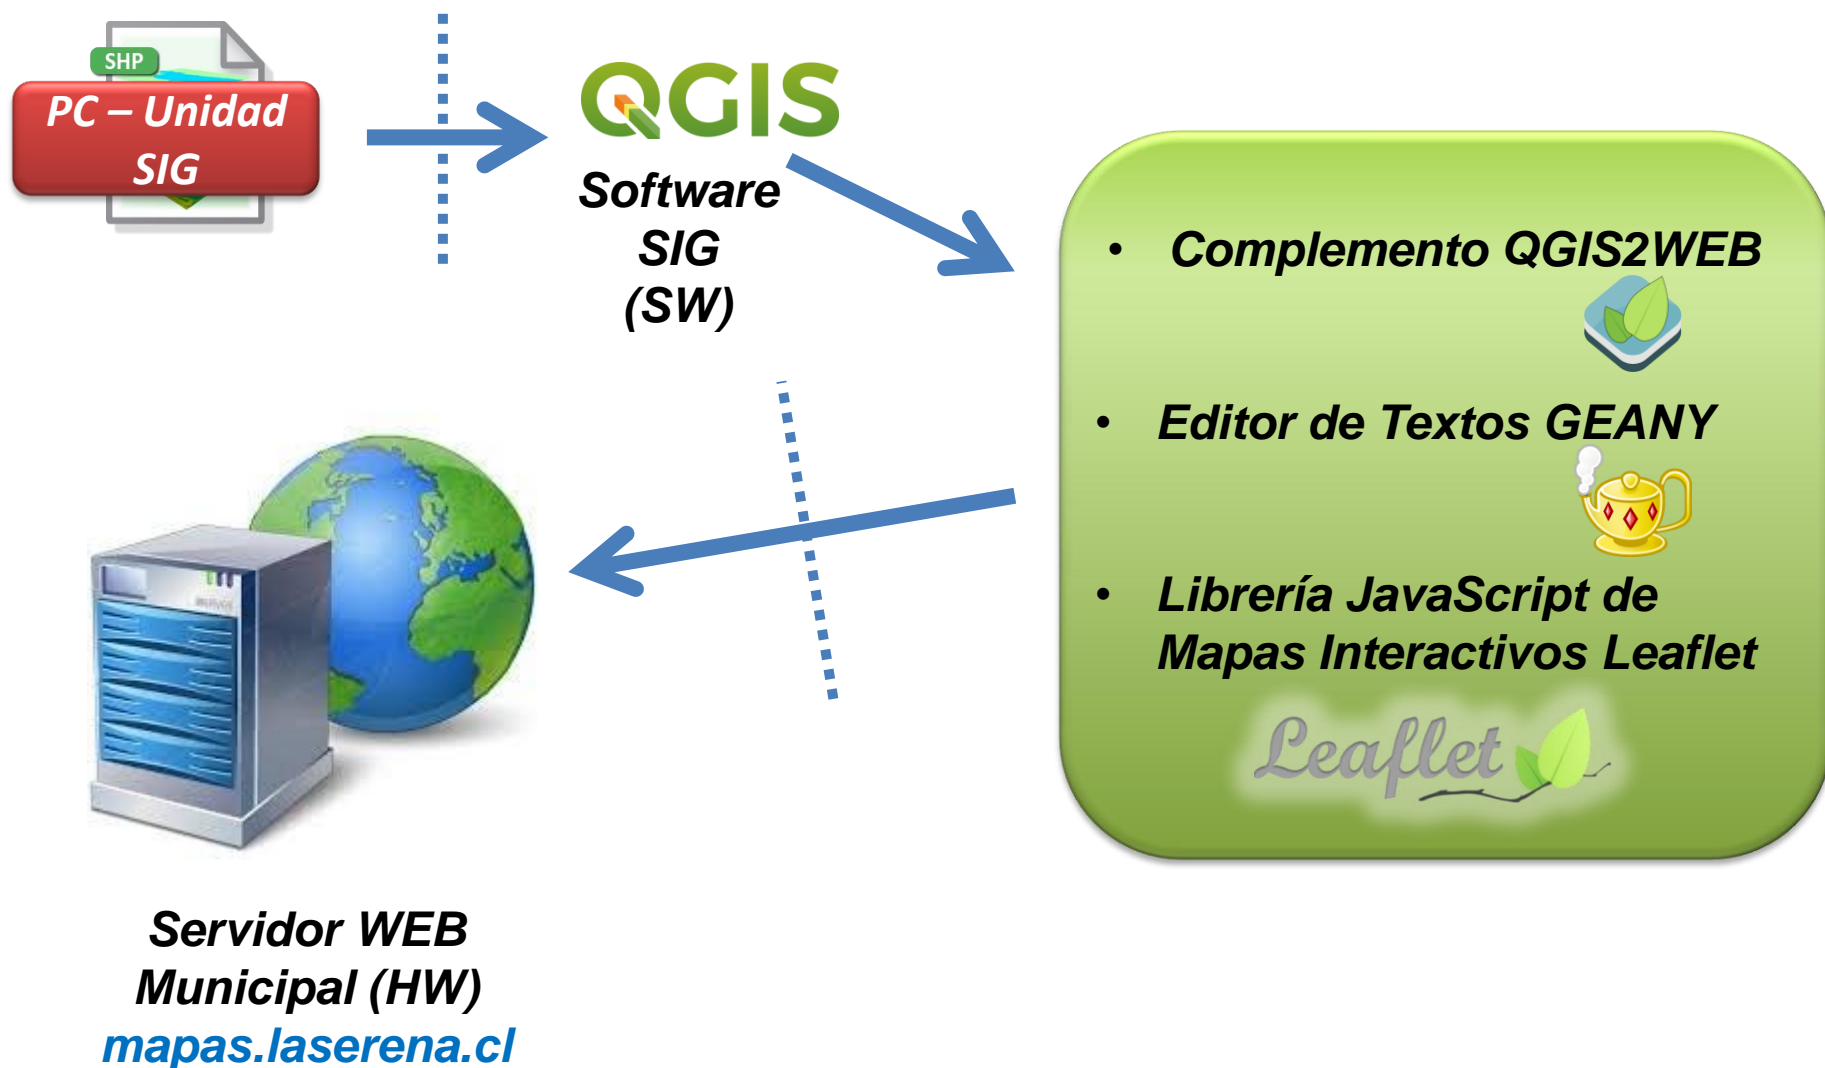 SHP
PC – Unidad
SIG
QGIS
Software
SIG
(SW)
• Complemento QGIS2WEB
• Editor de Textos GEANY
• Librería JavaScript de
Mapas Interactivos Leaflet
Leaflet
Servidor WEB
Municipal (HW)
mapas.laserena.cl